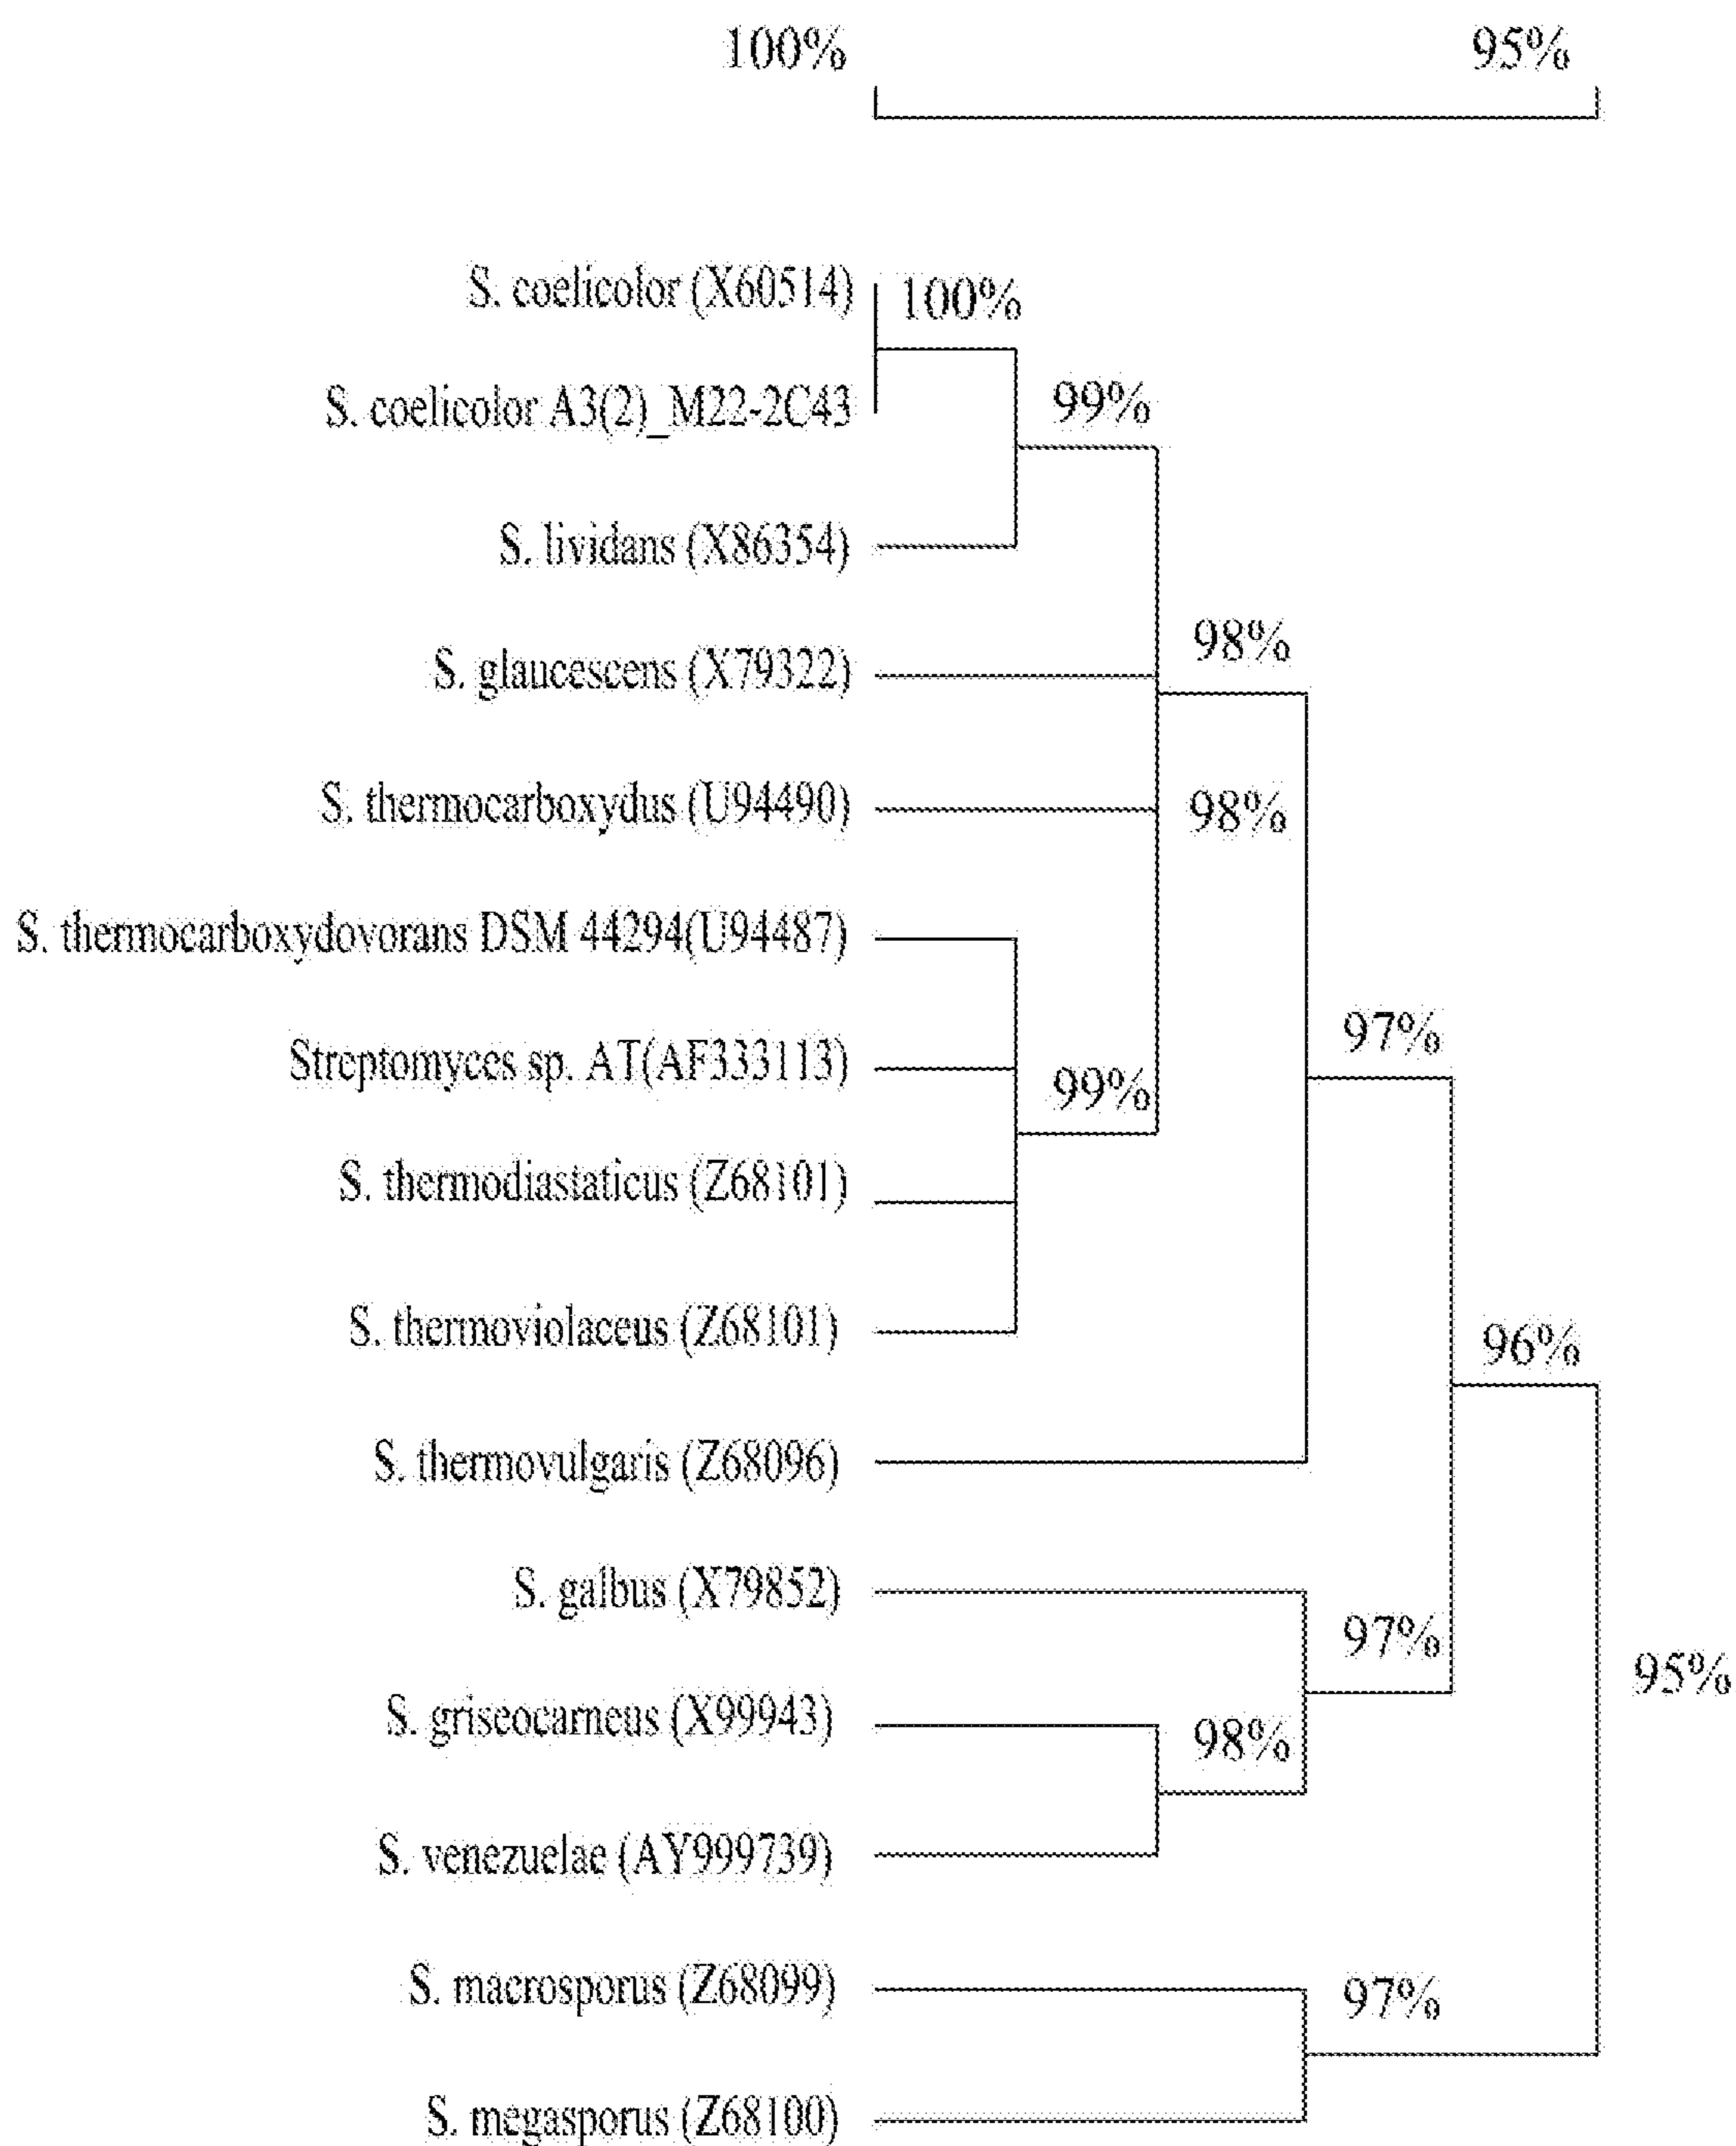 100% 95%
S. coelicolor (X60514) 100%
S. coelicolor A3(2)_M22-2C43 99%
S. lividans (X86354)
98%
S. glaucescens (X79322)
S. thermocarboxydus (U94490) 98%
S. thermocarboxydovorans DSM 44294(U94487)
97%
Streptomyces sp. AT(AF333113)
99%
S. thermodiastaticus (Z68101)
S. thermoviolaceus (Z68101)
96%
S. thermovulgaris (Z68096)
S. galbus (X79852)
97%
95%
S. griseocarneus (X99943)
98%
S. venezuelae (AY999739)
S. macrosporus (Z68099) 97%
S. megasporus (Z68100)